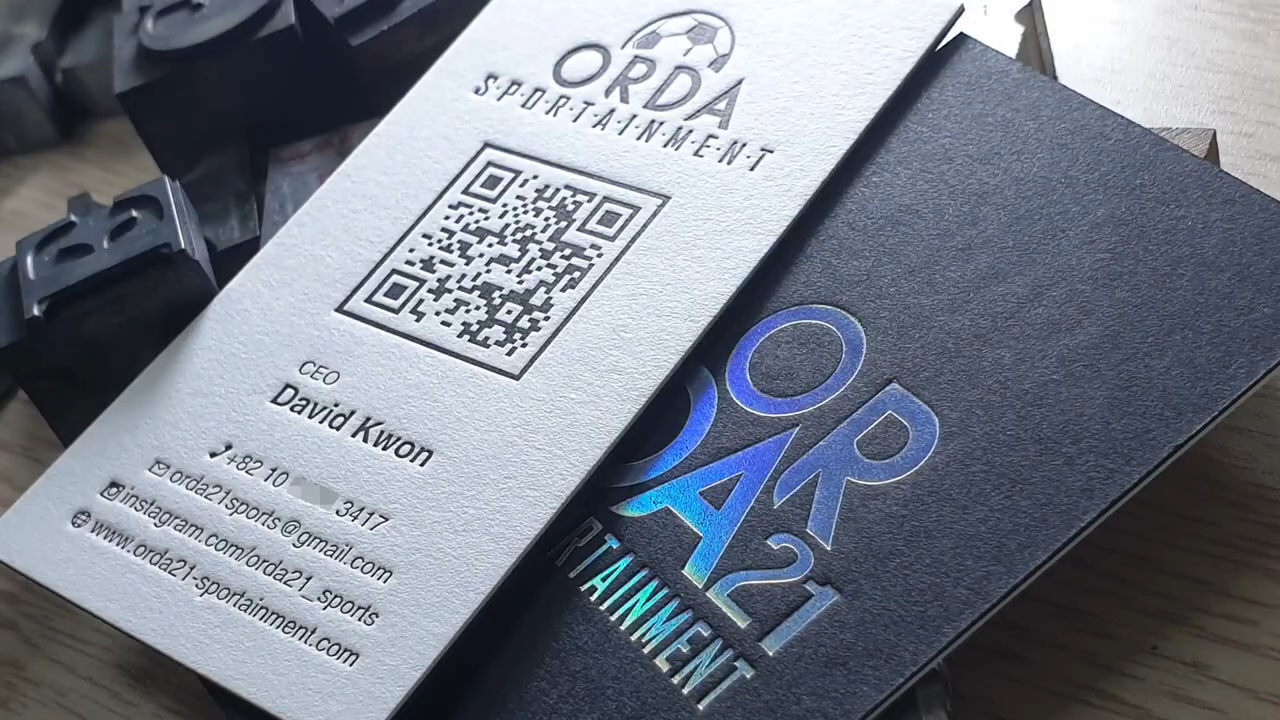 ORDA
S·P·O·R·T·A·I·N·M·E·N·T
CEO
David Kwon
+82 10 3417
orda21sports@gmail.com
instagram.com/orda21_sports
www.orda21-sportainment.com
OR
DA
21
RTAINMENT
B